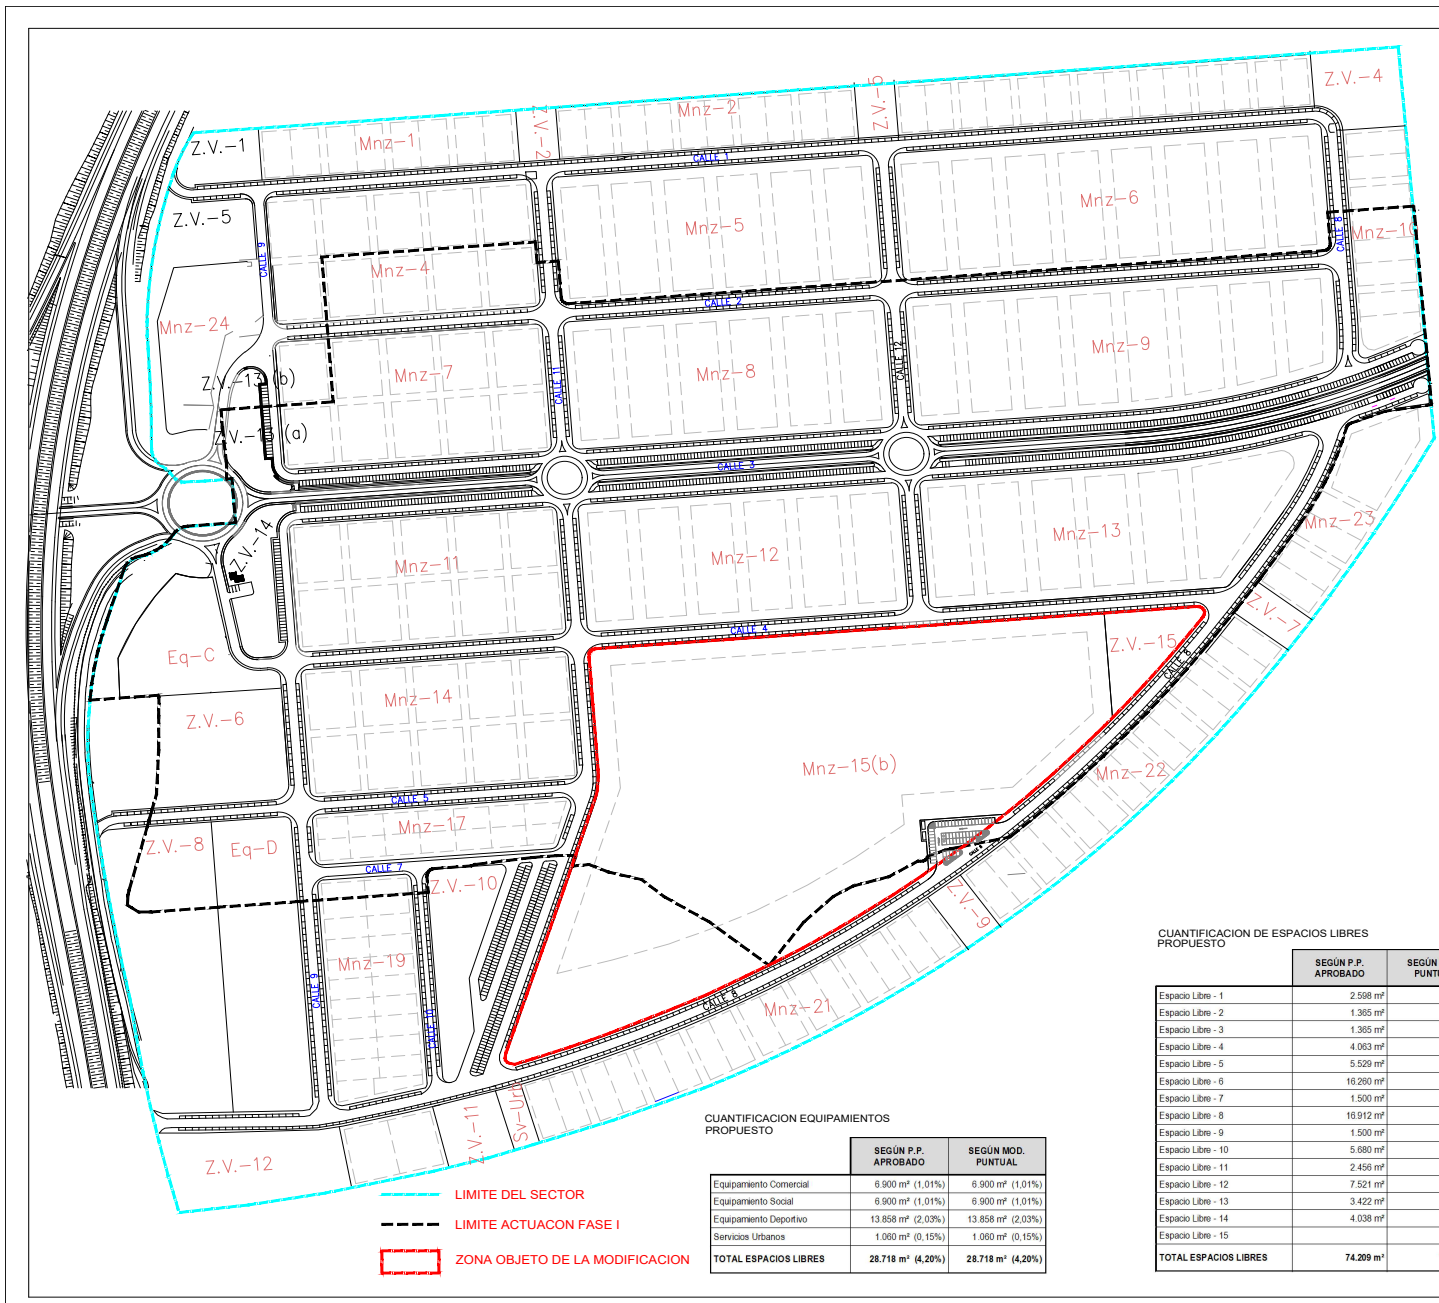 Z.V.-4
Z.V.-5
Mnz-2
Z.V.-2
Mnz-1
Z.V.-1
CALLE 1
Z.V.-5
Mnz-5
Mnz-6
CALLE 8
Mnz-10
CALLE 9
Mnz-4
CALLE 2
Mnz-24
Mnz-7
Mnz-8
Mnz-9
CALLE 12
CALLE 11
Z.V.-13 (b)
Z.V.-13 (a)
CALLE 3
Z.V.-14
Mnz-11
Mnz-12
Mnz-13
Mnz-23
Z.V.-7
CALLE 4
Z.V.-15
CALLE 6
Eq-C
Mnz-14
Z.V.-6
Mnz-15(b)
Mnz-22
CALLE 5
Mnz-17
Z.V.-8
Eq-D
CALLE 7
Z.V.-10
Z.V.-9
Mnz-19
CALLE 9
CALLE 10
Mnz-21
Z.V.-11
Z.V.-12
LIMITE DEL SECTOR
LIMITE ACTUACON FASE I
ZONA OBJETO DE LA MODIFICACION
CUANTIFICACION EQUIPAMIENTOS
PROPUESTO
SEGÚN P.P. APROBADO SEGÚN MOD. PUNTUAL
Equipamiento Comercial 6.900 m² (1,01%) 6.900 m² (1,01%)
Equipamiento Social 6.900 m² (1,01%) 6.900 m² (1,01%)
Equipamiento Deportivo 13.858 m² (2,03%) 13.858 m² (2,03%)
Servicios Urbanos 1.060 m² (0,15%) 1.060 m² (0,15%)
TOTAL ESPACIOS LIBRES 28.718 m² (4,20%) 28.718 m² (4,20%)
CUANTIFICACION DE ESPACIOS LIBRES
PROPUESTO
SEGÚN P.P. APROBADO SEGÚN
Espacio Libre - 1 2.598 m²
Espacio Libre - 2 1.365 m²
Espacio Libre - 3 1.365 m²
Espacio Libre - 4 4.063 m²
Espacio Libre - 5 5.529 m²
Espacio Libre - 6 16.260 m²
Espacio Libre - 7 1.500 m²
Espacio Libre - 8 16.912 m²
Espacio Libre - 9 1.500 m²
Espacio Libre - 10 5.680 m²
Espacio Libre - 11 2.456 m²
Espacio Libre - 12 7.521 m²
Espacio Libre - 13 3.422 m²
Espacio Libre - 14 4.038 m²
Espacio Libre - 15
TOTAL ESPACIOS LIBRES 74.209 m²